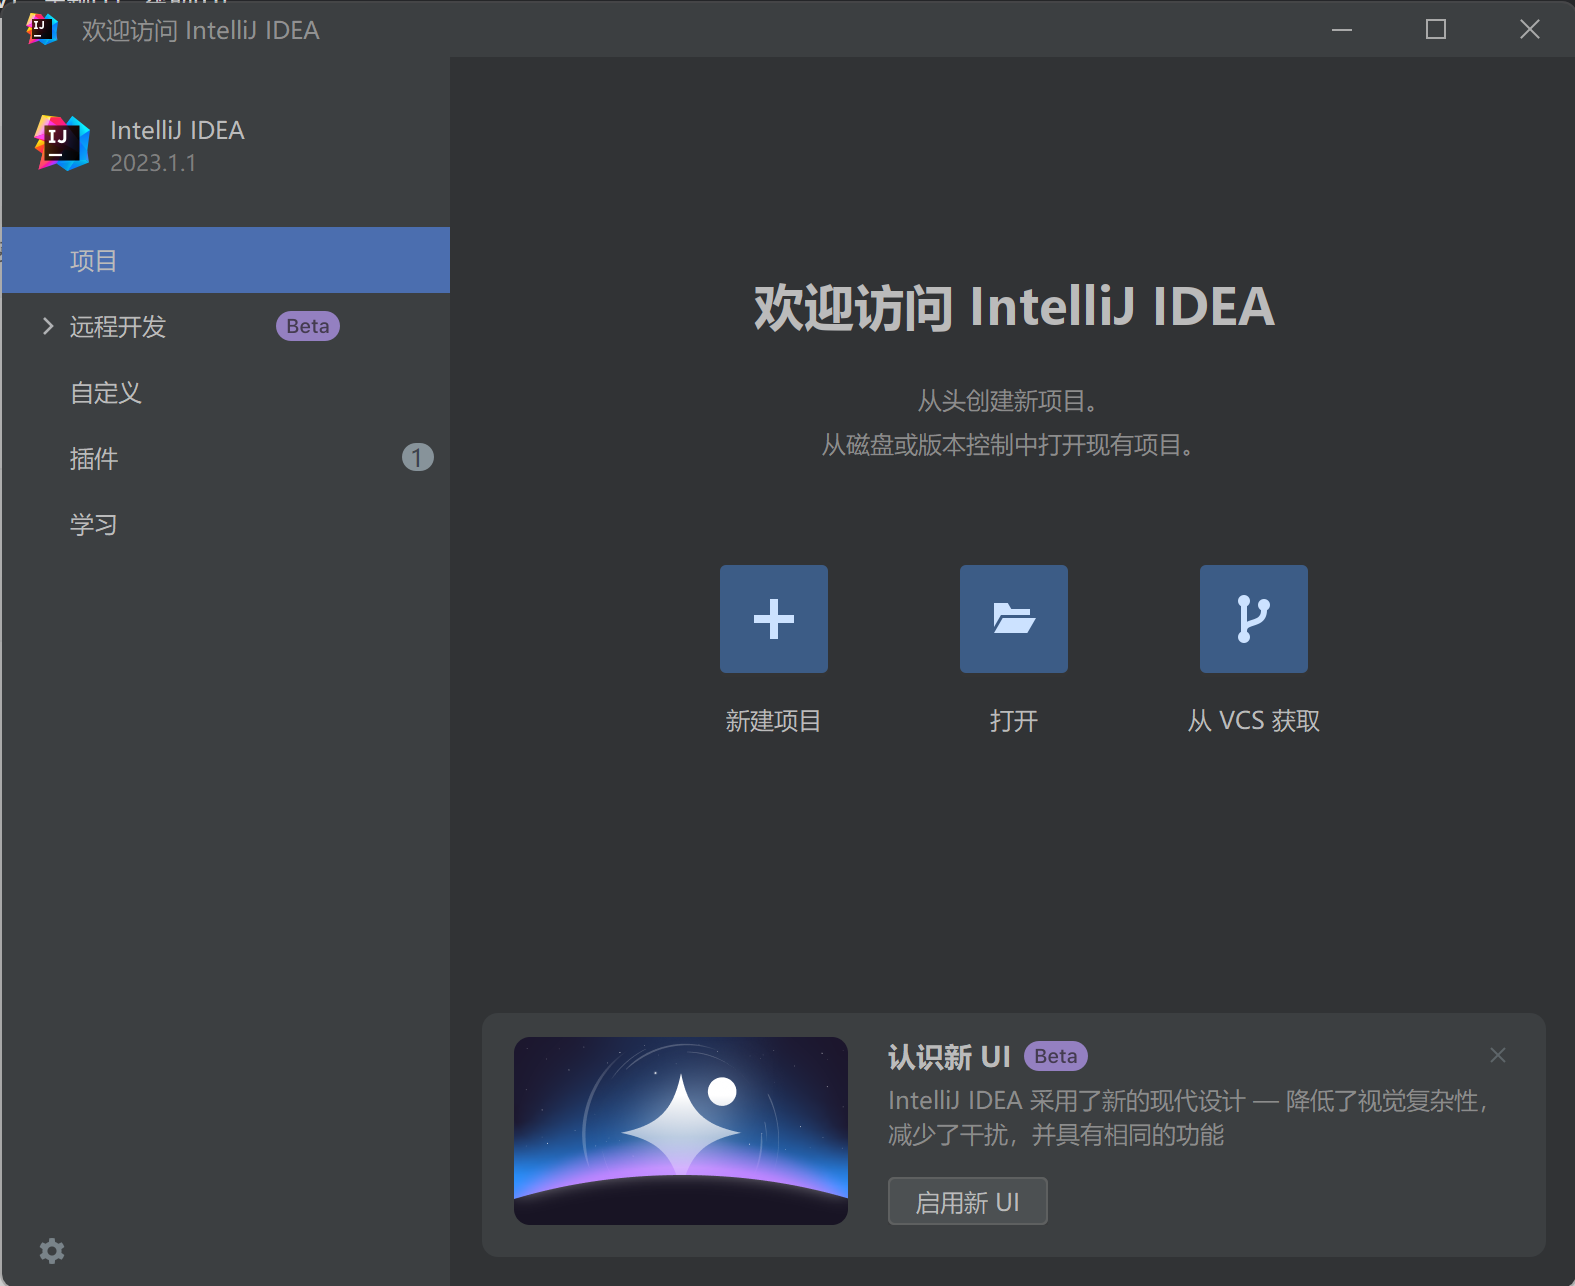 欢迎访问 IntelliJ IDEA
IntelliJ IDEA
2023.1.1
项目
远程开发 Beta
自定义
插件 1
学习
欢迎访问 IntelliJ IDEA
从头创建新项目。
从磁盘或版本控制中打开现有项目。
新建项目 打开 从 VCS 获取
认识新 UI Beta
IntelliJ IDEA 采用了新的现代设计 — 降低了视觉复杂性，
减少了干扰，并具有相同的功能
启用新 UI